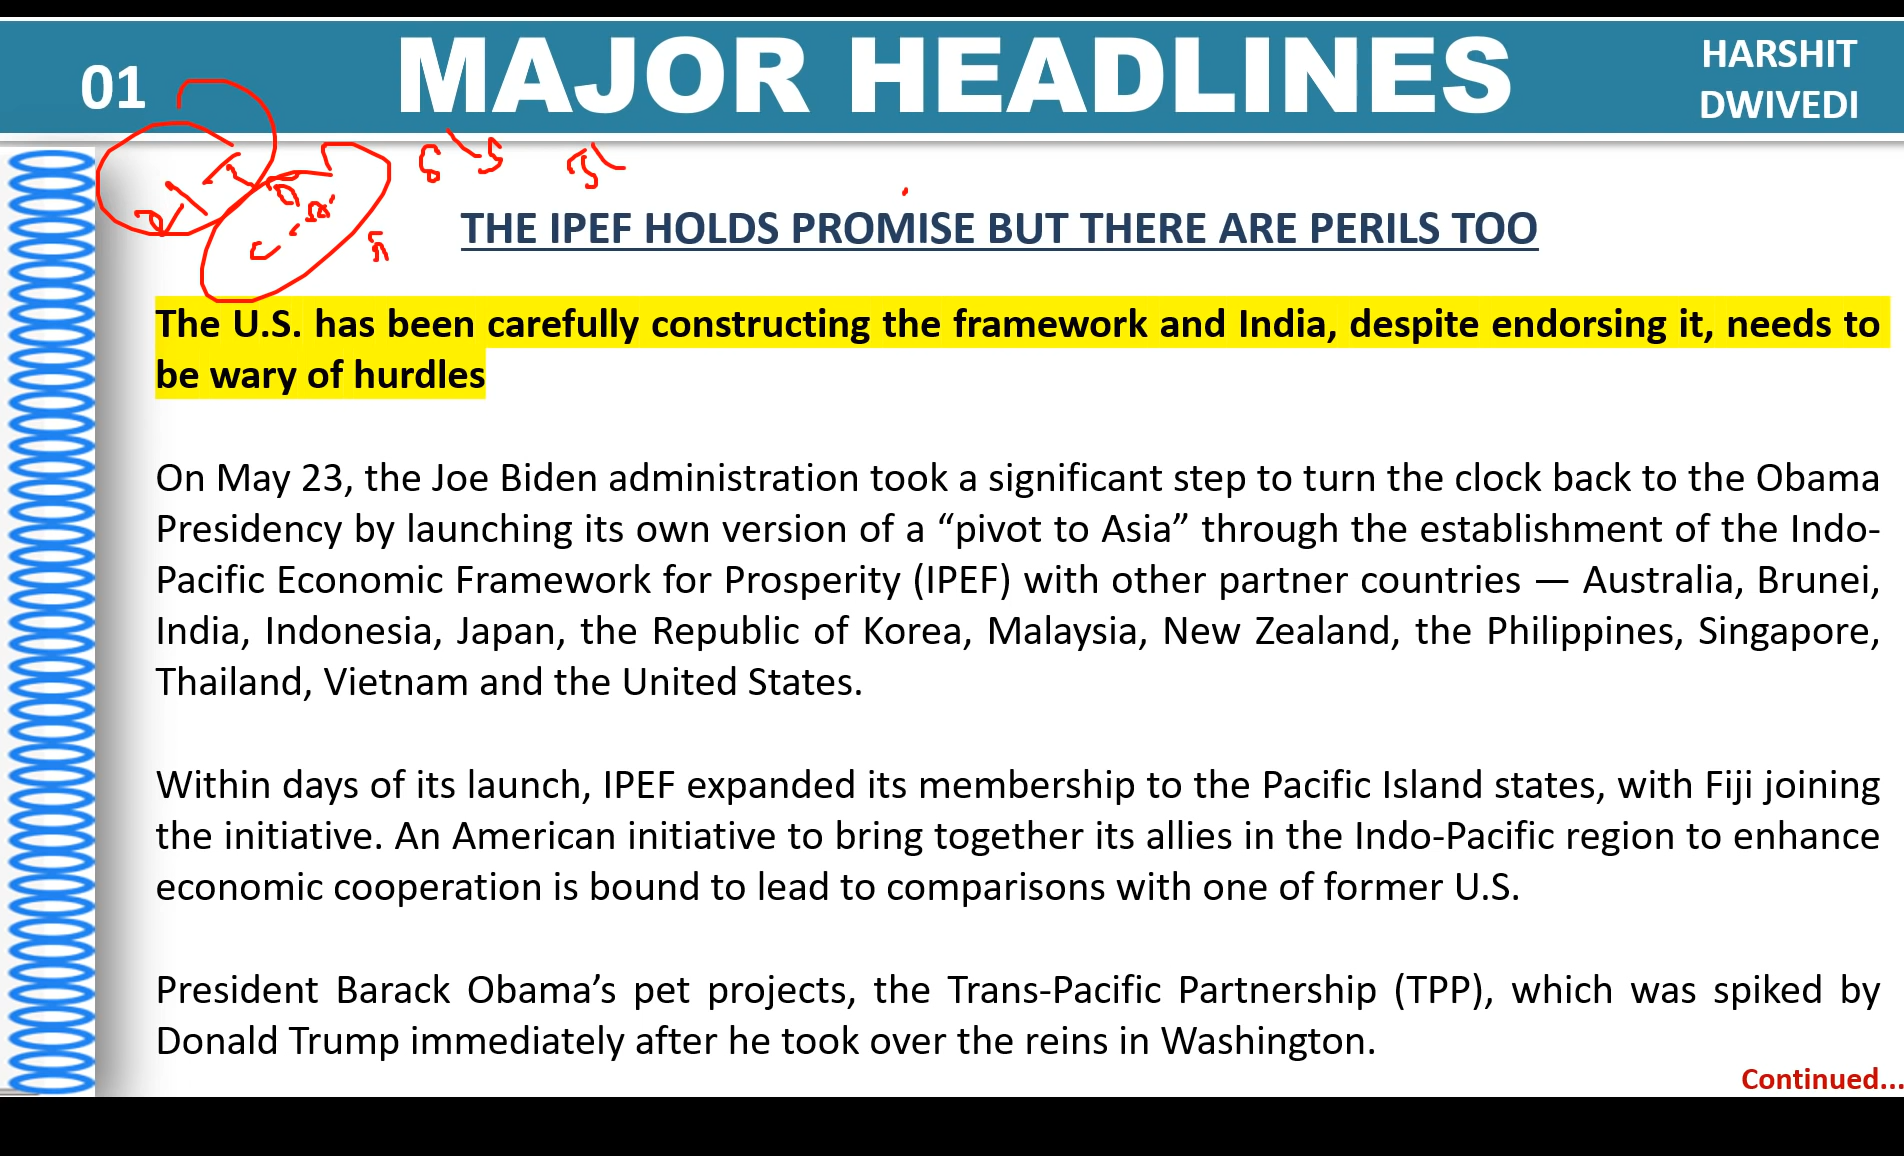 01
MAJOR HEADLINES
HARSHIT
DWIVEDI
THE IPEF HOLDS PROMISE BUT THERE ARE PERILS TOO
The U.S. has been carefully constructing the framework and India, despite endorsing it, needs to
be wary of hurdles
On May 23, the Joe Biden administration took a significant step to turn the clock back to the Obama
Presidency by launching its own version of a “pivot to Asia” through the establishment of the Indo-
Pacific Economic Framework for Prosperity (IPEF) with other partner countries — Australia, Brunei,
India, Indonesia, Japan, the Republic of Korea, Malaysia, New Zealand, the Philippines, Singapore,
Thailand, Vietnam and the United States.
Within days of its launch, IPEF expanded its membership to the Pacific Island states, with Fiji joining
the initiative. An American initiative to bring together its allies in the Indo-Pacific region to enhance
economic cooperation is bound to lead to comparisons with one of former U.S.
President Barack Obama’s pet projects, the Trans-Pacific Partnership (TPP), which was spiked by
Donald Trump immediately after he took over the reins in Washington.
Continued...